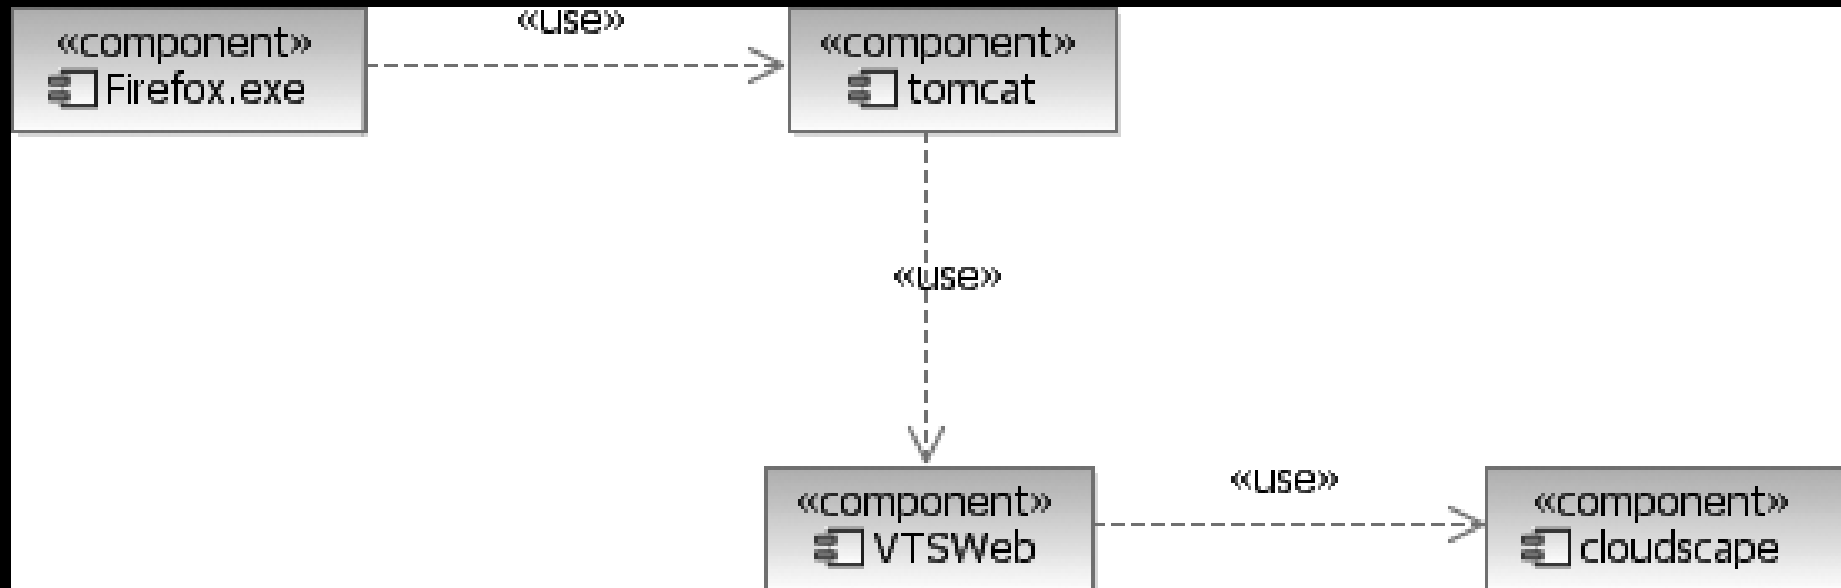 «use»
«component»
Firefox.exe
«component»
tomcat
«use»
«component»
VTSWeb
«use»
«component»
cloudscape